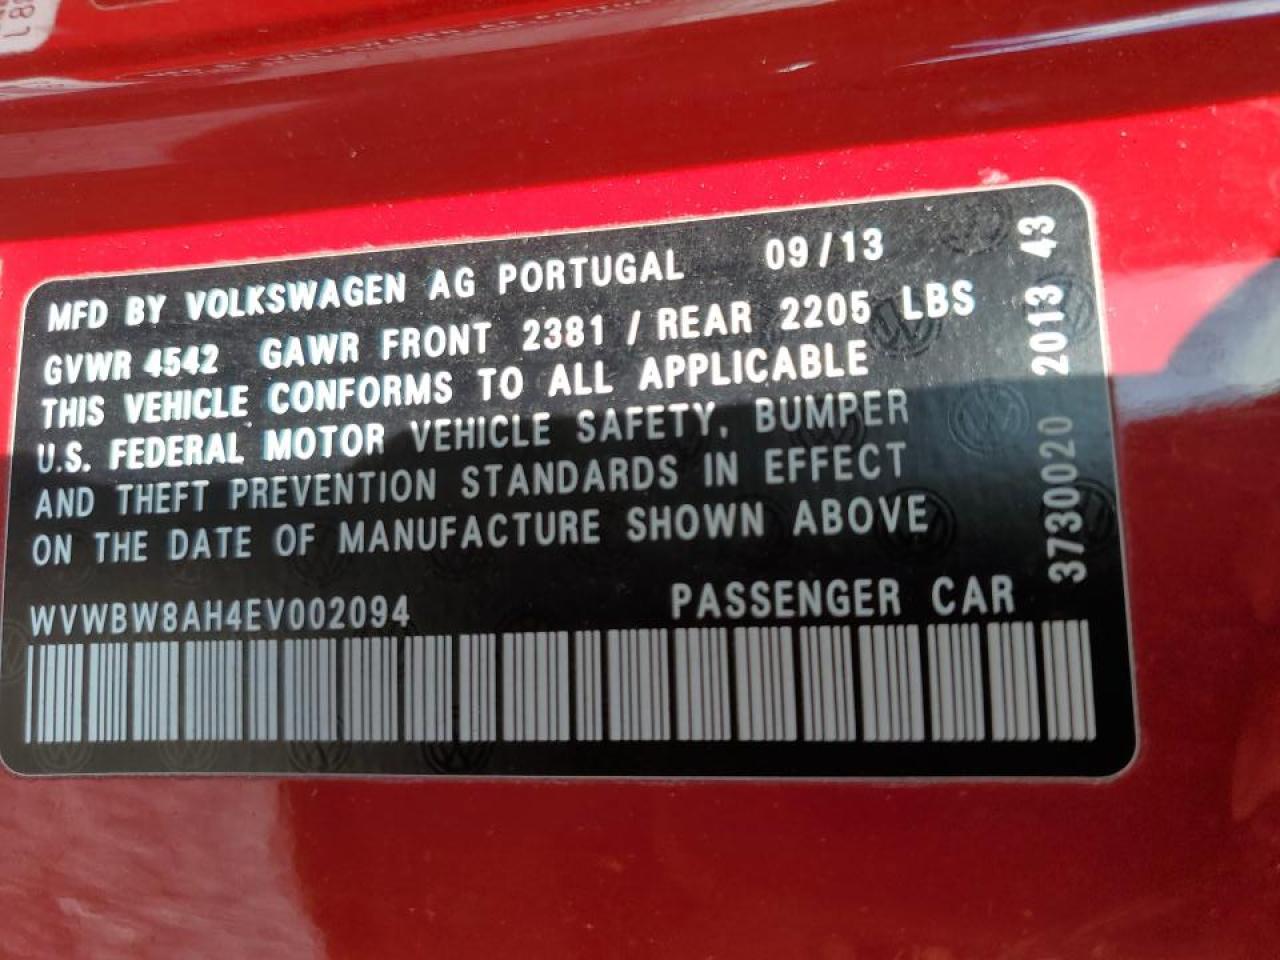 MFD BY VOLKSWAGEN AG PORTUGAL 09/13
GVWR 4542 GAWR FRONT 2381 / REAR 2205 LBS
THIS VEHICLE CONFORMS TO ALL APPLICABLE
U.S. FEDERAL MOTOR VEHICLE SAFETY, BUMPER
AND THEFT PREVENTION STANDARDS IN EFFECT
ON THE DATE OF MANUFACTURE SHOWN ABOVE
WVWBW8AH4EV002094 PASSENGER CAR
3730020 2013 43